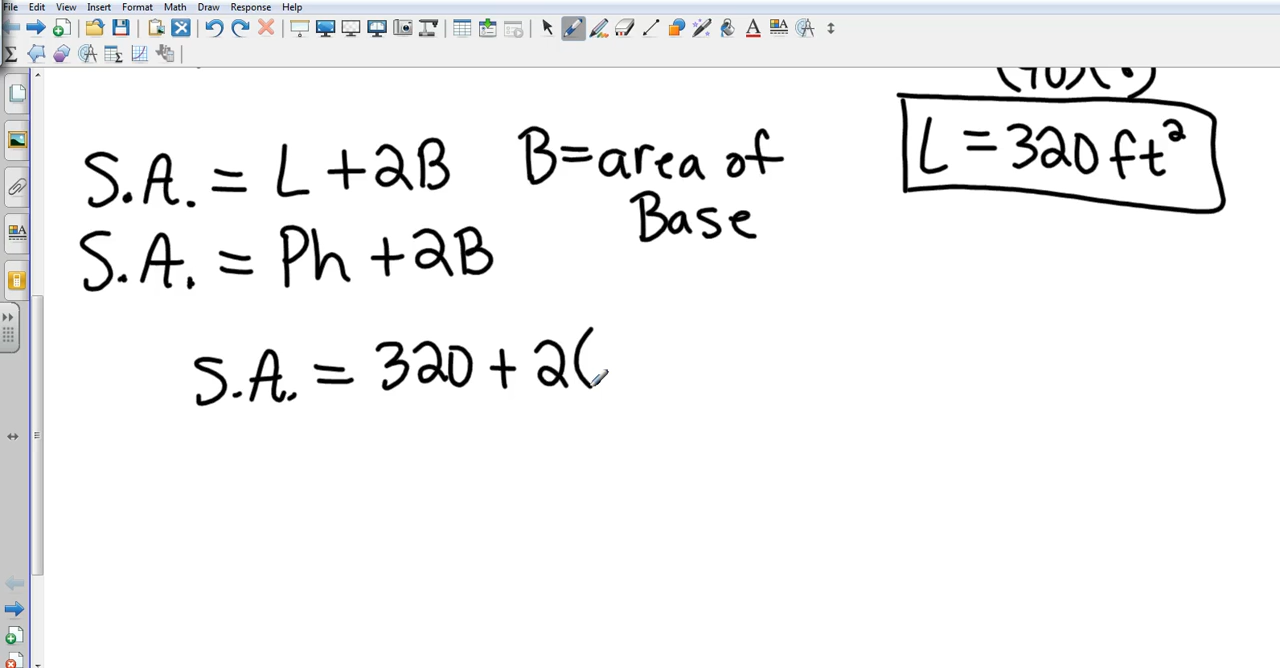 File Edit View Insert Format Math Draw Response Help
L = 320 ft²
S.A. = L + 2B
B = area of
Base
S.A. = Ph + 2B
S.A. = 320 + 2(